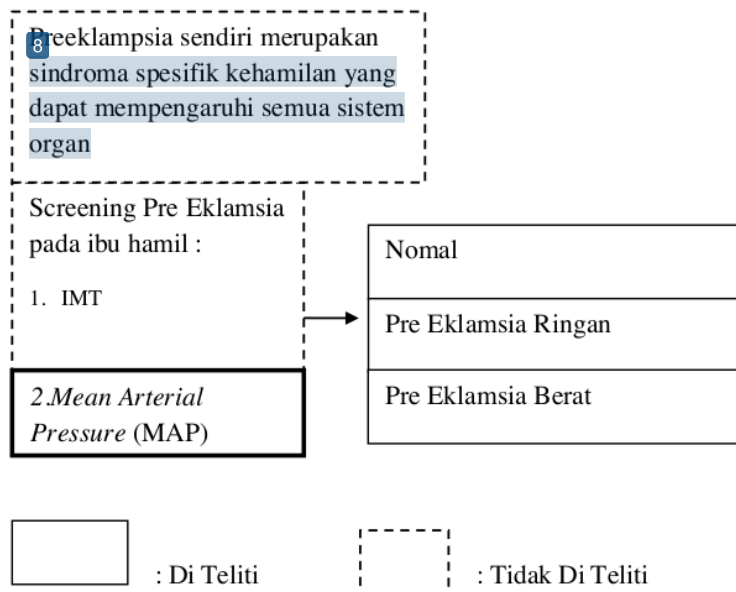 Preeklampsia sendiri merupakan
8
sindroma spesifik kehamilan yang
dapat mempengaruhi semua sistem
organ
Screening Pre Eklamsia
pada ibu hamil :
1. IMT
2.Mean Arterial
Pressure (MAP)
Nomal
Pre Eklamsia Ringan
Pre Eklamsia Berat
: Di Teliti
: Tidak Di Teliti